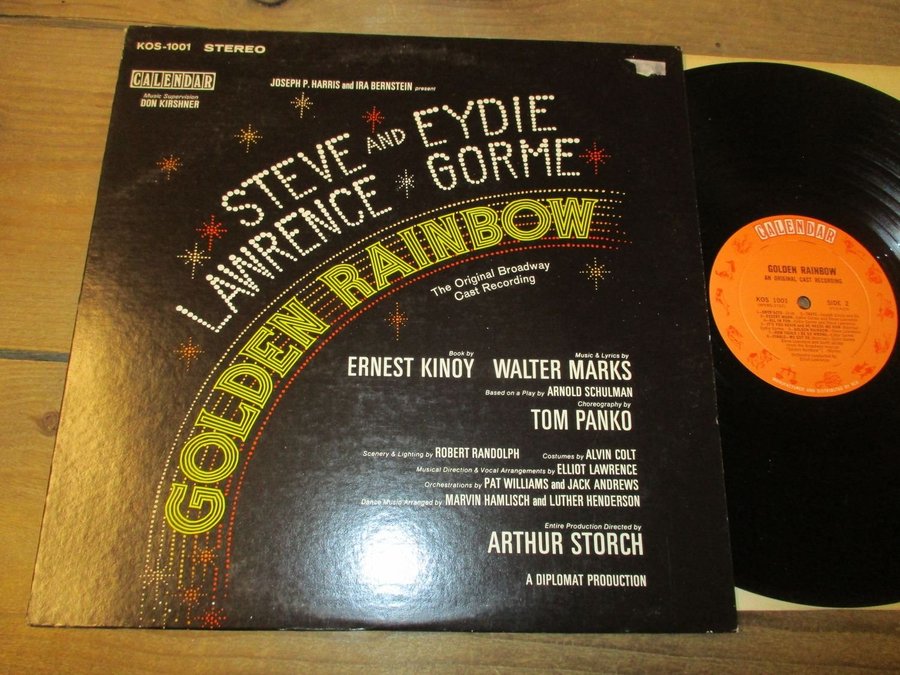 KOS-1001 STEREO
CALENDAR
Music Supervision
DON KIRSHNER
JOSEPH P. HARRIS and IRA BERNSTEIN present
STEVE AND EYDIE
LAWRENCE GORME
GOLDEN RAINBOW
The Original Broadway
Cast Recording
Book by
ERNEST KINOY
Music & Lyrics by
WALTER MARKS
Based on a Play by ARNOLD SCHULMAN
Choreography by
TOM PANKO
Scenery & Lighting by ROBERT RANDOLPH Costumes by ALVIN COLT
Musical Direction & Vocal Arrangements by ELLIOT LAWRENCE
Orchestrations by PAT WILLIAMS and JACK ANDREWS
Dance Music Arranged by MARVIN HAMLISCH and LUTHER HENDERSON
Entire Production Directed by
ARTHUR STORCH
A DIPLOMAT PRODUCTION
CALENDAR
GOLDEN RAINBOW
AN ORIGINAL CAST RECORDING
KOS 1001 SIDE 2